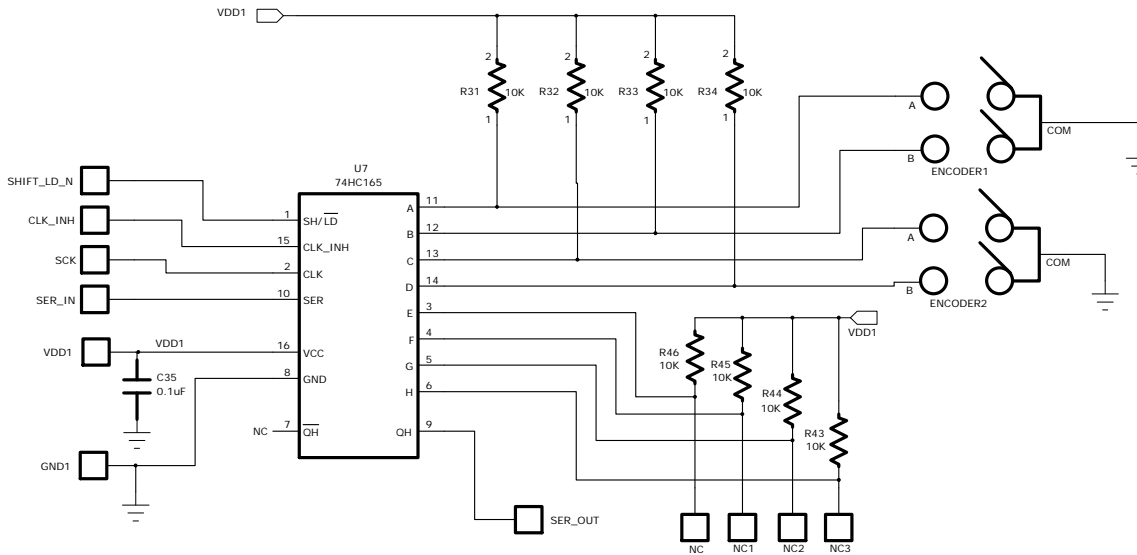 VDD1
2 2 2 2
R31 10K R32 10K R33 10K R34 10K
1 1 1 1
A
COM
B
ENCODER1
U7
74HC165
SHIFT_LD_N
1 SH/LD
A 11
CLK_INH
15 CLK_INH
B 12
SCK
2 CLK
C 13
SER_IN
10 SER
D 14
A
COM
B
ENCODER2
E 3
F 4
VDD1
VDD1 VDD1
16 VCC
G 5
8 GND
H 6
C35
0.1uF
R46
10K
R45
10K
R44
10K
R43
10K
NC 7 QH
QH 9
GND1
SER_OUT
NC NC1 NC2 NC3